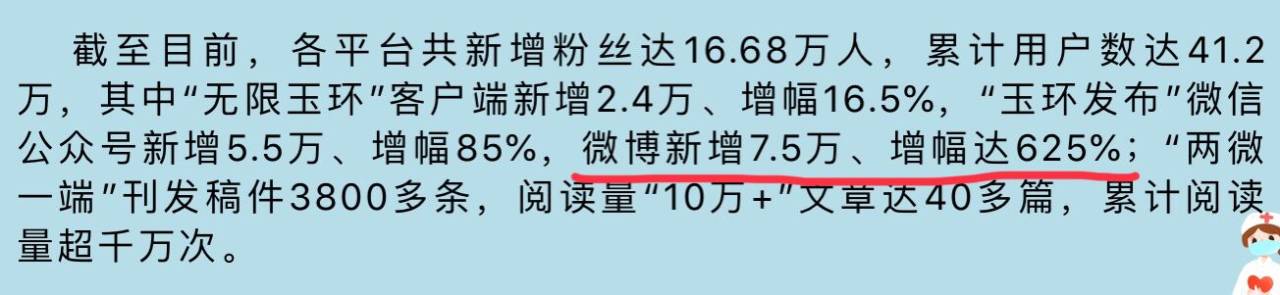 截至目前，各平台共新增粉丝达16.68万人，累计用户数达41.2
万，其中“无限玉环”客户端新增2.4万、增幅16.5%，“玉环发布”微信
公众号新增5.5万、增幅85%，微博新增7.5万、增幅达625%；“两微
一端”刊发稿件3800多条，阅读量“10万+”文章达40多篇，累计阅读
量超千万次。